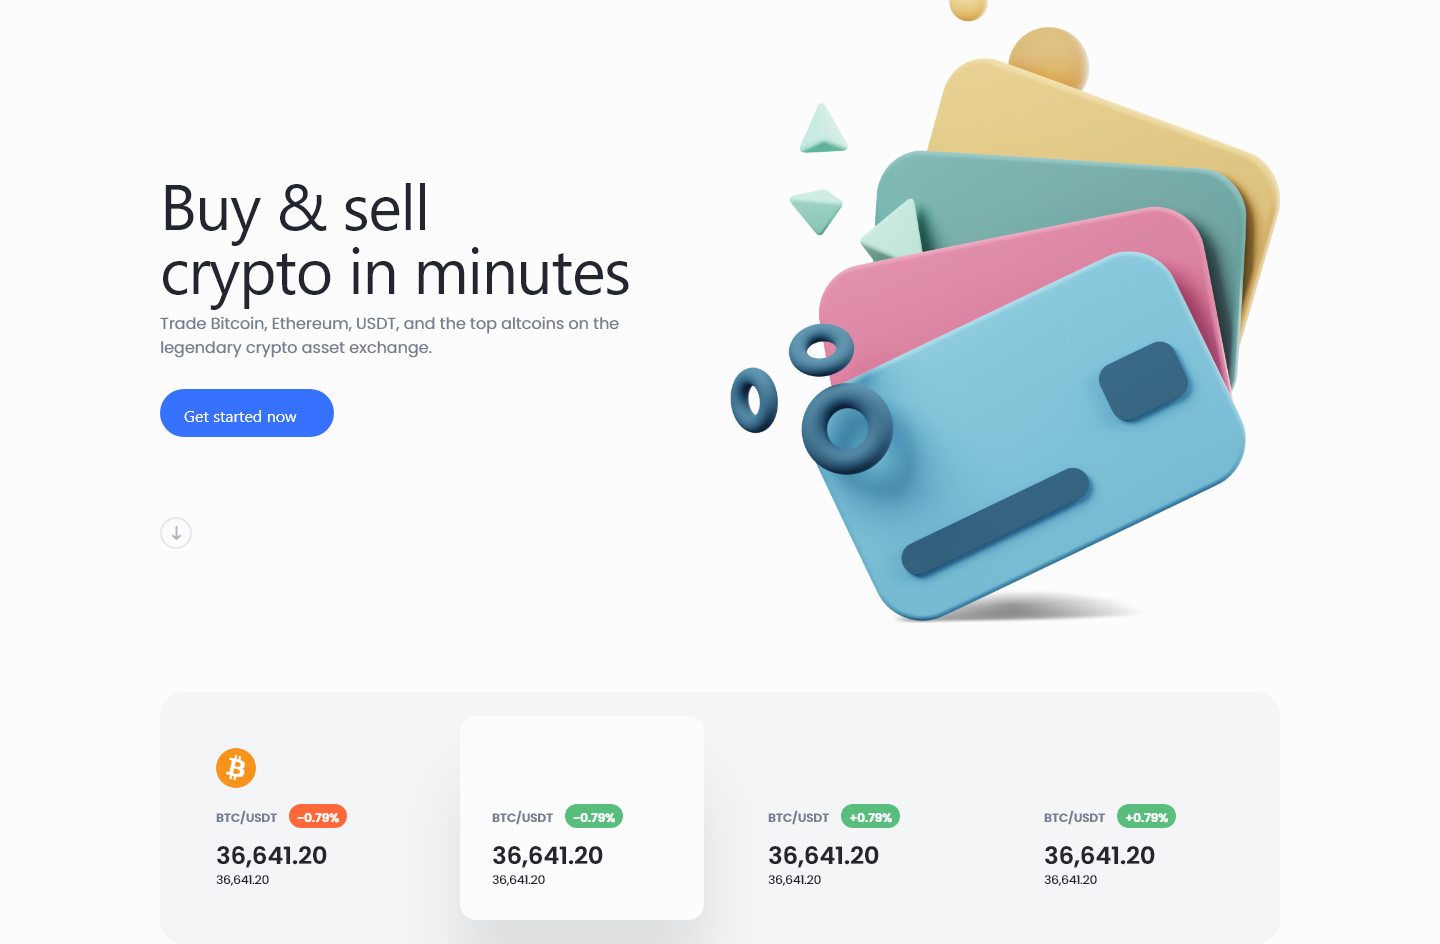 Buy & sell
crypto in minutes
Trade Bitcoin, Ethereum, USDT, and the top altcoins on the
legendary crypto asset exchange.
Get started now
BTC/USDT −0.79%
36,641.20
36,641.20
BTC/USDT −0.79%
36,641.20
36,641.20
BTC/USDT +0.79%
36,641.20
36,641.20
BTC/USDT +0.79%
36,641.20
36,641.20